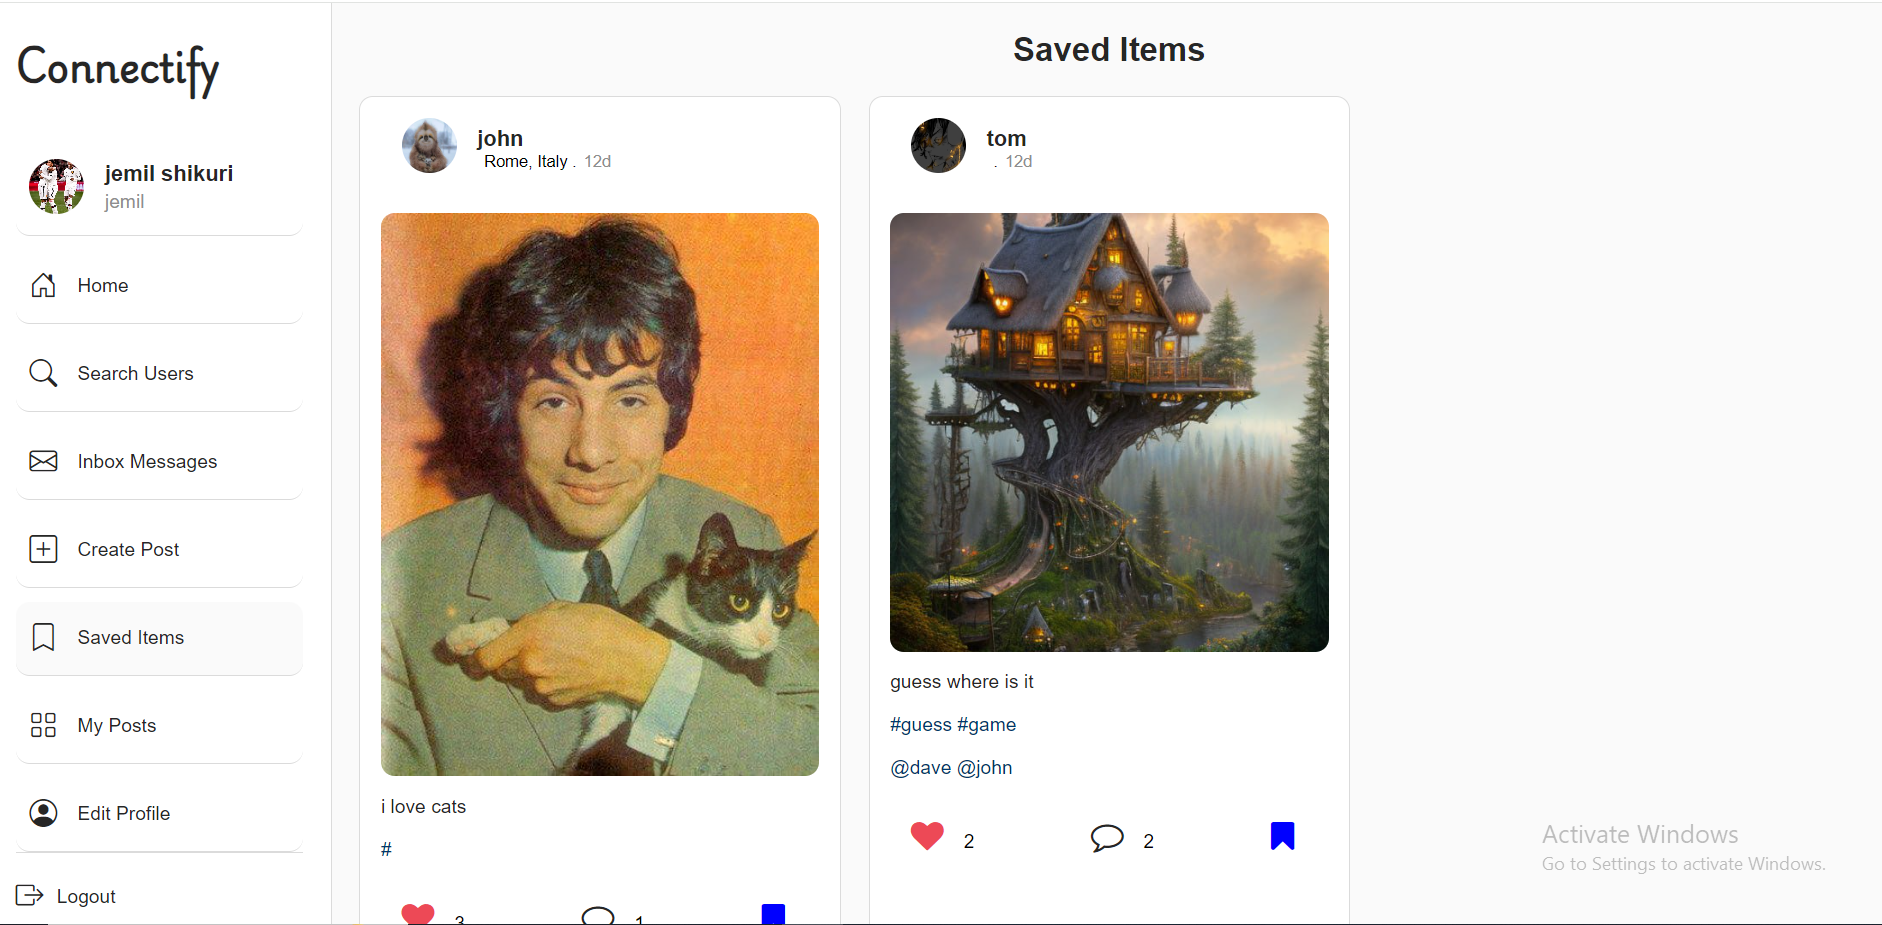 Connectify
jemil shikuri
jemil
Home
Search Users
Inbox Messages
Create Post
Saved Items
My Posts
Edit Profile
Logout
Saved Items
john
Rome, Italy . 12d
i love cats
#
3 1
tom
. 12d
guess where is it
#guess #game
@dave @john
2 2
Activate Windows
Go to Settings to activate Windows.